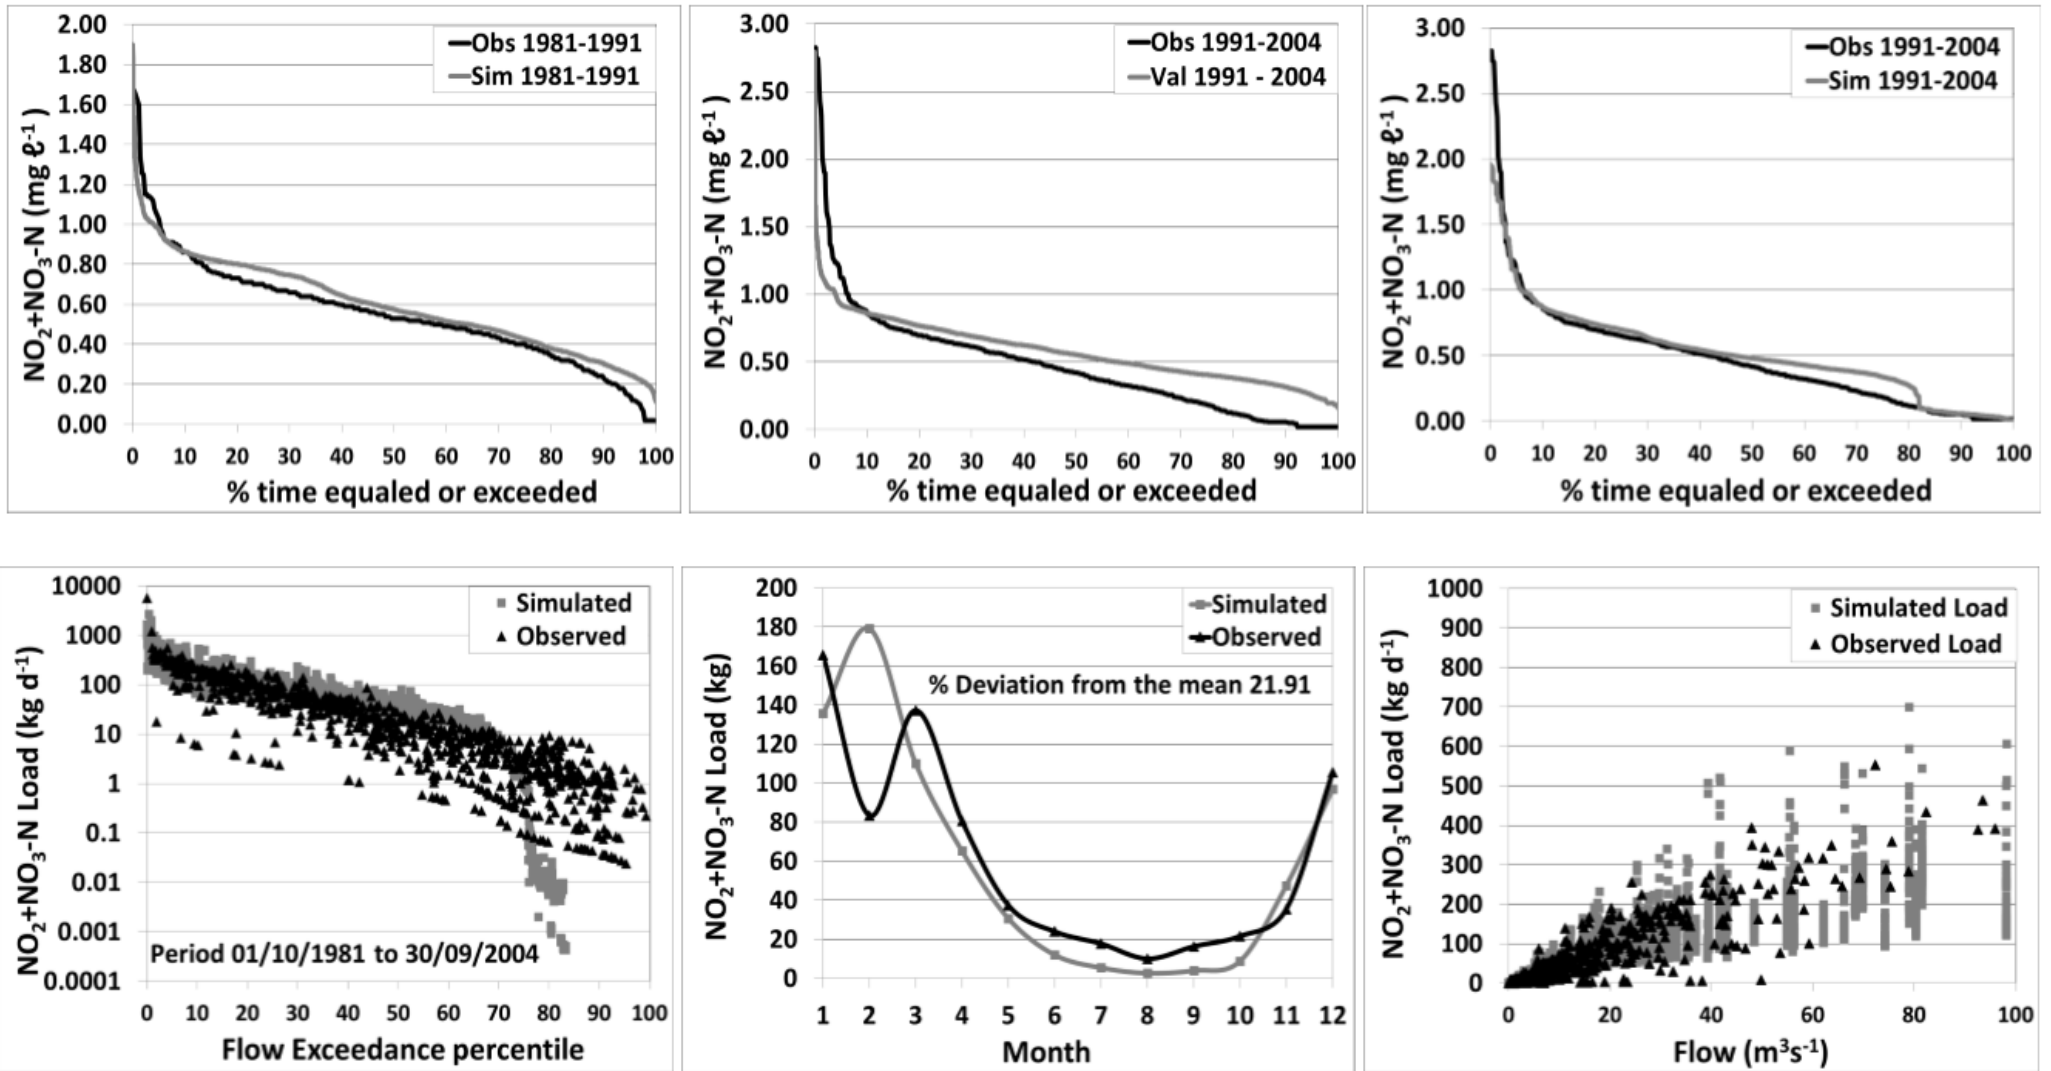 NO₂+NO₃-N (mg ℓ⁻¹)
2.00
1.80
1.60
1.40
1.20
1.00
0.80
0.60
0.40
0.20
0.00
Obs 1981-1991
Sim 1981-1991
0 10 20 30 40 50 60 70 80 90 100
% time equaled or exceeded
NO₂+NO₃-N (mg ℓ⁻¹)
3.00
2.50
2.00
1.50
1.00
0.50
0.00
Obs 1991-2004
Val 1991 - 2004
0 10 20 30 40 50 60 70 80 90 100
% time equaled or exceeded
NO₂+NO₃-N (mg ℓ⁻¹)
3.00
2.50
2.00
1.50
1.00
0.50
0.00
Obs 1991-2004
Sim 1991-2004
0 10 20 30 40 50 60 70 80 90 100
% time equaled or exceeded
NO₂+NO₃-N Load (kg d⁻¹)
10000
1000
100
10
1
0.1
0.01
0.001
0.0001
Simulated
Observed
Period 01/10/1981 to 30/09/2004
0 10 20 30 40 50 60 70 80 90 100
Flow Exceedance percentile
NO₂+NO₃-N Load (kg)
200
180
160
140
120
100
80
60
40
20
0
Simulated
Observed
% Deviation from the mean 21.91
1 2 3 4 5 6 7 8 9 10 11 12
Month
NO₂+NO₃-N Load (kg d⁻¹)
1000
900
800
700
600
500
400
300
200
100
0
Simulated Load
Observed Load
0 20 40 60 80 100
Flow (m³s⁻¹)